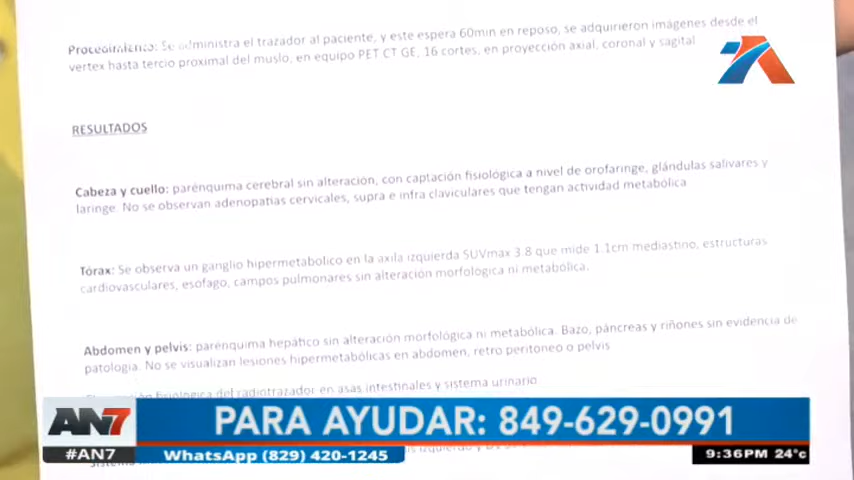 Procedimiento: Se administra el trazador al paciente, y este espera 60min en reposo, se adquirieron imágenes desde el
vertex hasta tercio proximal del muslo, en equipo PET CT GE, 16 cortes, en proyección axial, coronal y sagital
RESULTADOS
Cabeza y cuello: parénquima cerebral sin alteración, con captación fisiológica a nivel de orofaringe, glándulas salivares y
laringe. No se observan adenopatías cervicales, supra e infra claviculares que tengan actividad metabólica
Tórax: Se observa un ganglio hipermetabolico en la axila izquierda SUVmax 3.8 que mide 1.1cm mediastino, estructuras
cardiovasculares, esofago, campos pulmonares sin alteración morfológica ni metabólica.
Abdomen y pelvis: parénquima hepático sin alteración morfológica ni metabólica. Bazo, páncreas y riñones sin evidencia de
patología. No se visualizan lesiones hipermetabólicas en abdomen, retro peritoneo o pelvis
fisiológica del radiotrazador en asas intestinales y sistema urinario
AN7
PARA AYUDAR: 849-629-0991
#AN7
WhatsApp (829) 420-1245
9:36PM 24°c